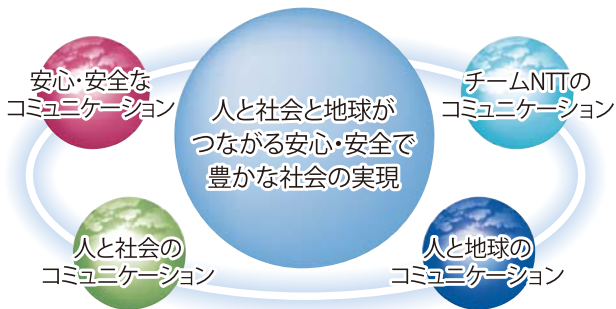 安心・安全な
コミュニケーション
チームNTTの
コミュニケーション
人と社会と地球が
つながる安心・安全で
豊かな社会の実現
人と社会の
コミュニケーション
人と地球の
コミュニケーション